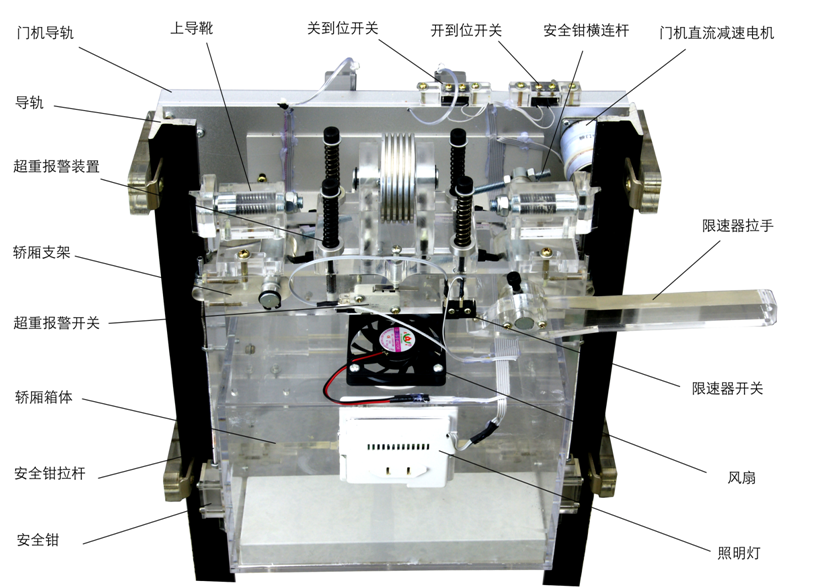 门机导轨
上导靴
关到位开关
开到位开关
安全钳横连杆
门机直流减速电机
导轨
超重报警装置
限速器拉手
轿厢支架
超重报警开关
限速器开关
轿厢箱体
安全钳拉杆
风扇
安全钳
照明灯